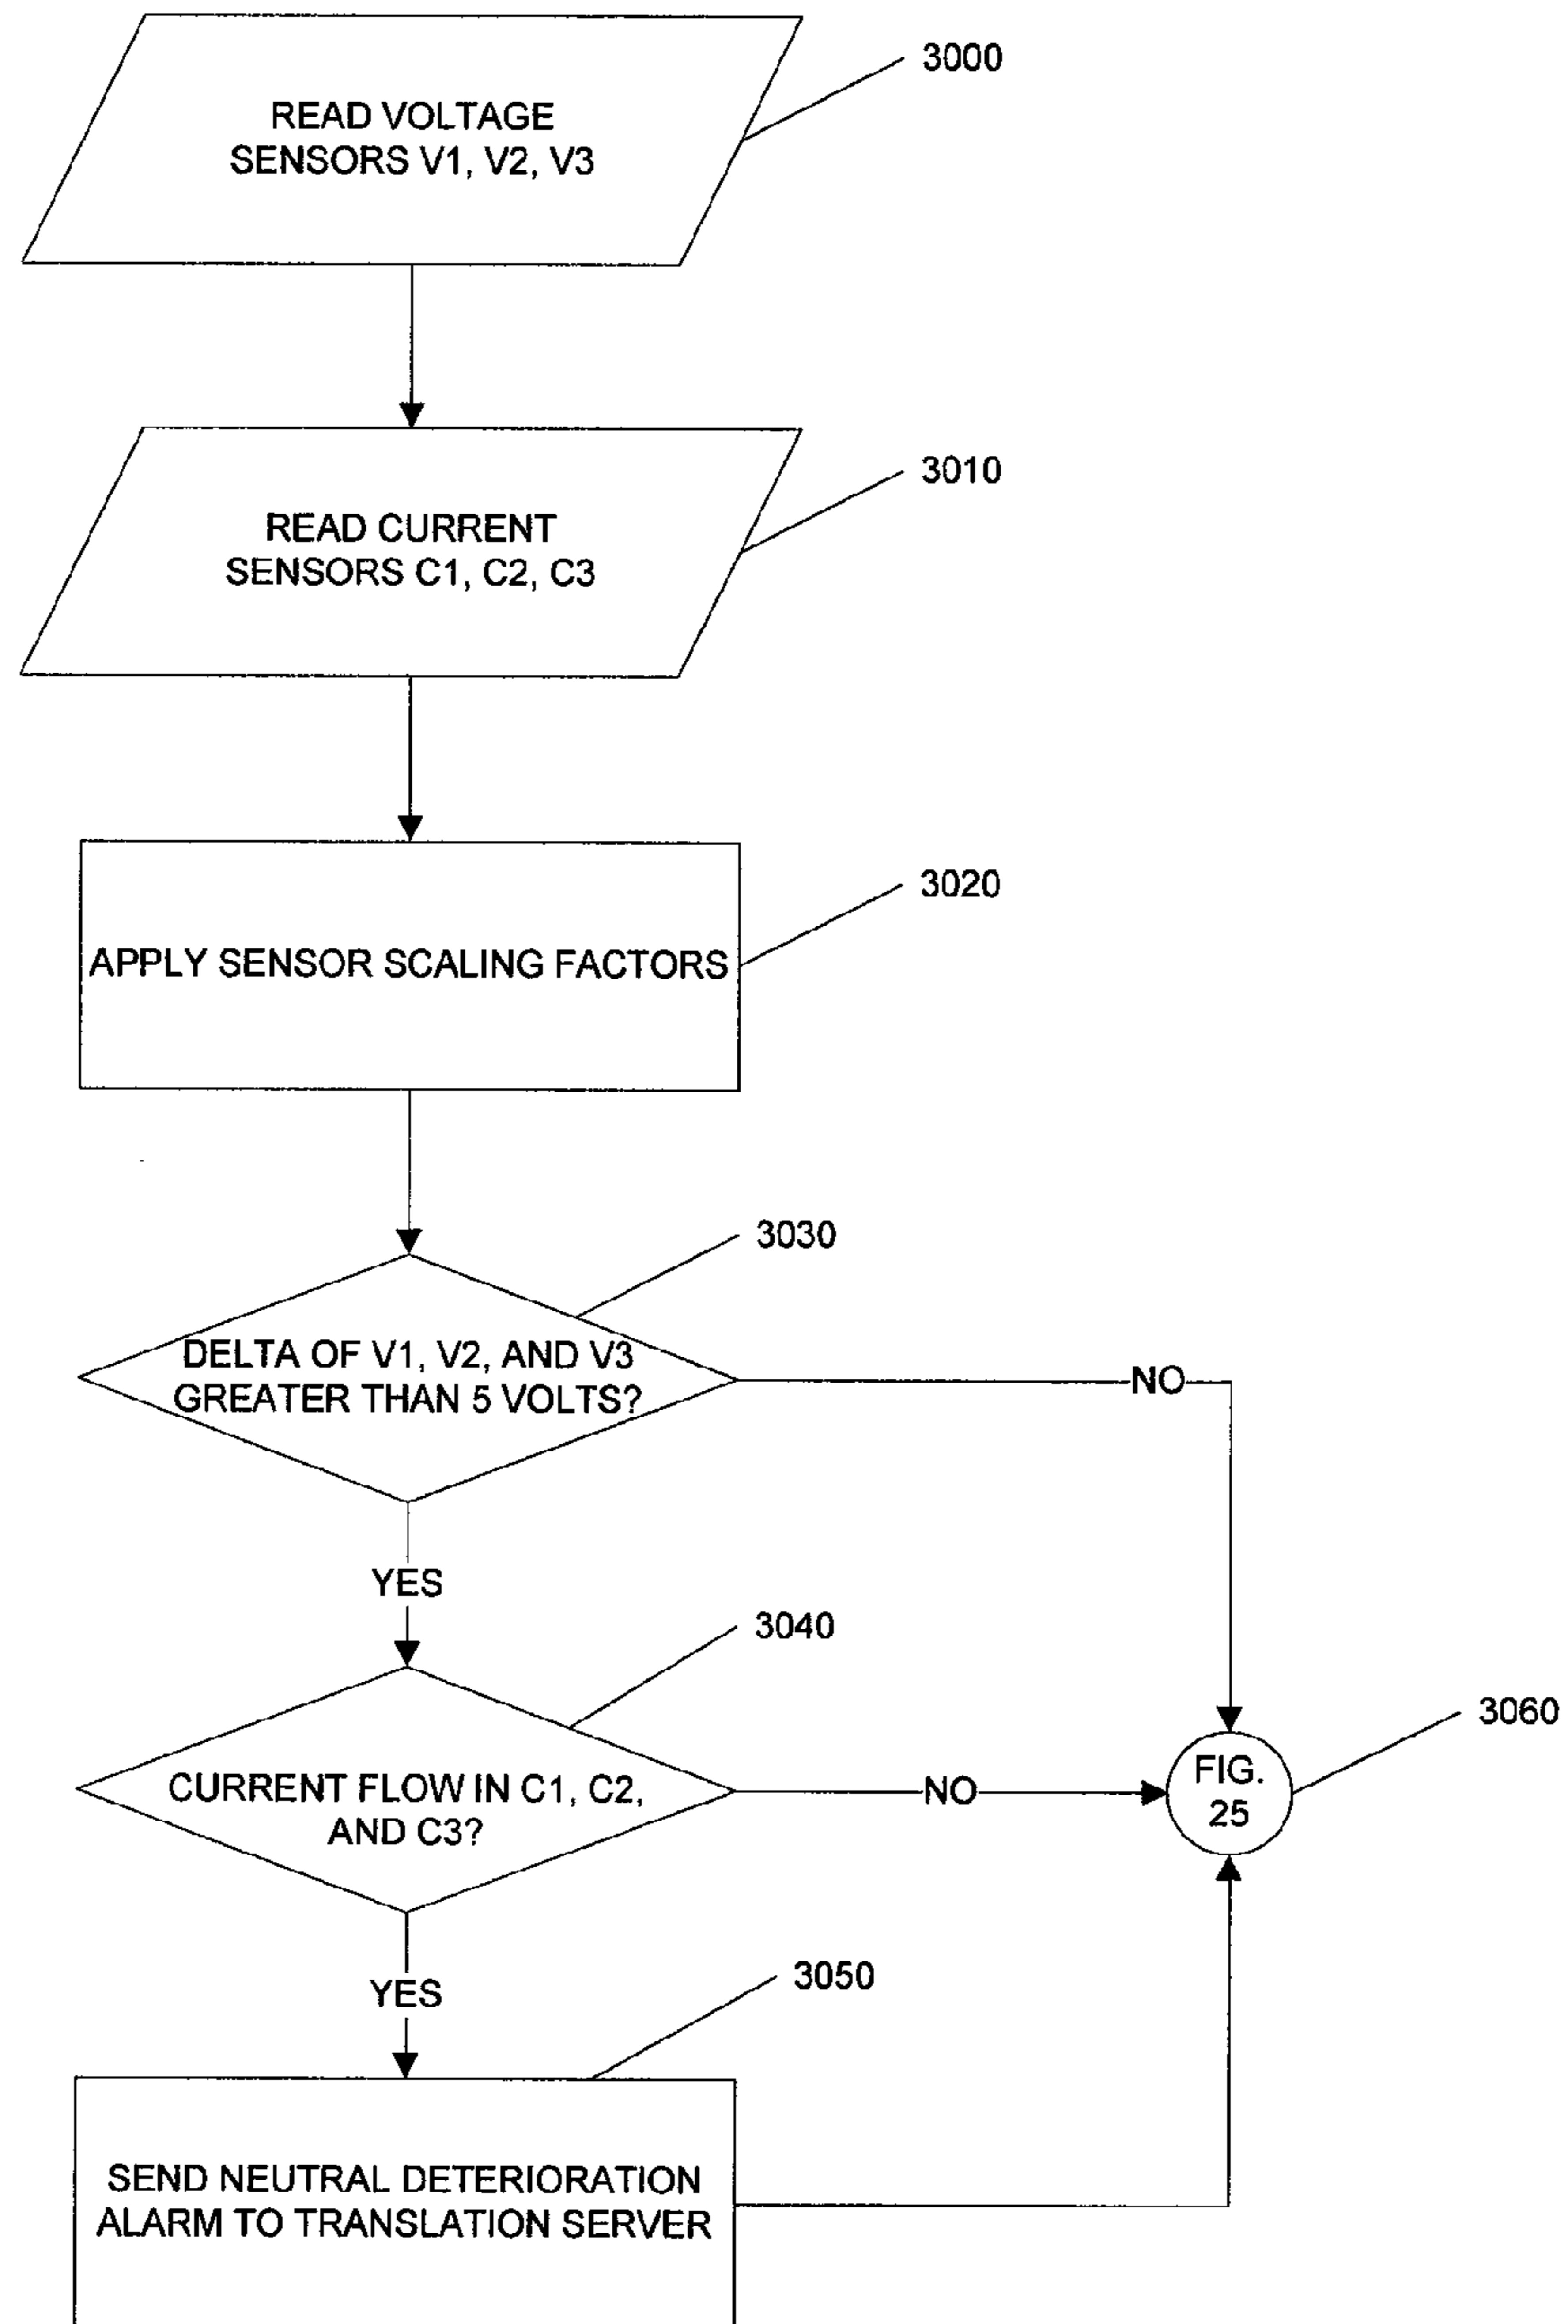 3000
READ VOLTAGE
SENSORS V1, V2, V3
3010
READ CURRENT
SENSORS C1, C2, C3
3020
APPLY SENSOR SCALING FACTORS
3030
DELTA OF V1, V2, AND V3
GREATER THAN 5 VOLTS?
NO
YES
3040
CURRENT FLOW IN C1, C2,
AND C3?
NO
3060
FIG.
25
YES
3050
SEND NEUTRAL DETERIORATION
ALARM TO TRANSLATION SERVER